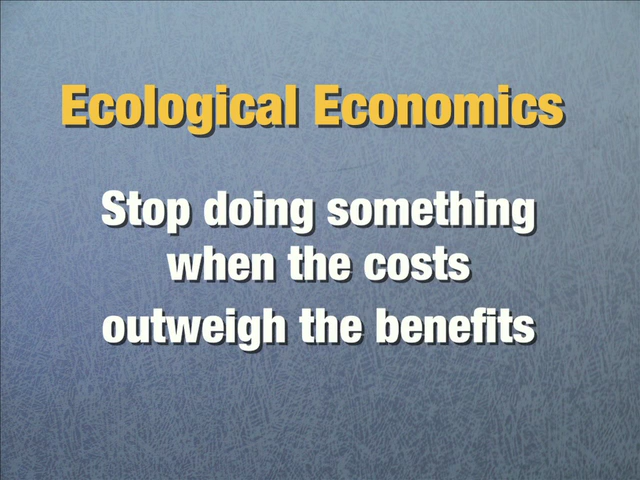 Ecological Economics
Stop doing something
when the costs
outweigh the benefits